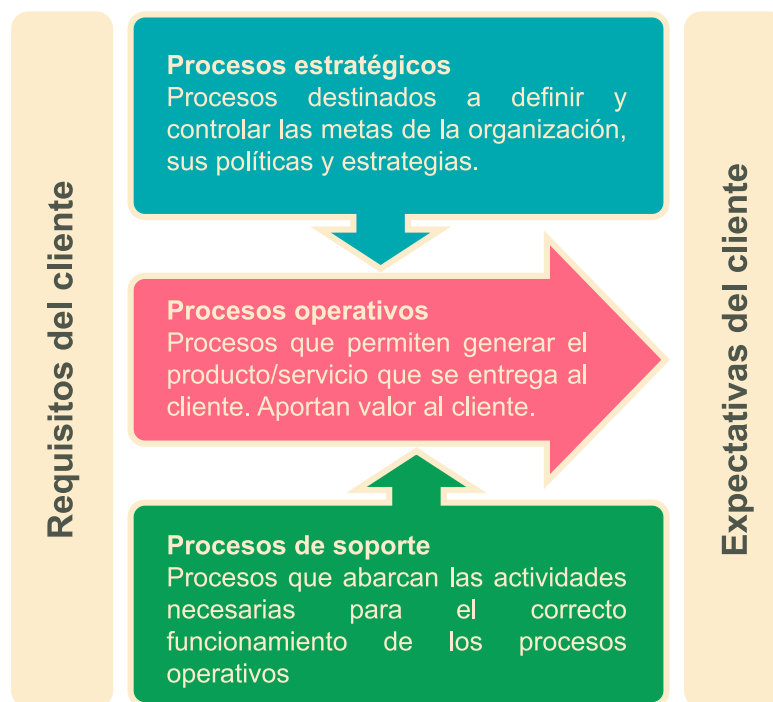 Requisitos del cliente
Procesos estratégicos
Procesos destinados a definir y
controlar las metas de la organización,
sus políticas y estrategias.
Procesos operativos
Procesos que permiten generar el
producto/servicio que se entrega al
cliente. Aportan valor al cliente.
Procesos de soporte
Procesos que abarcan las actividades
necesarias para el correcto
funcionamiento de los procesos
operativos
Expectativas del cliente